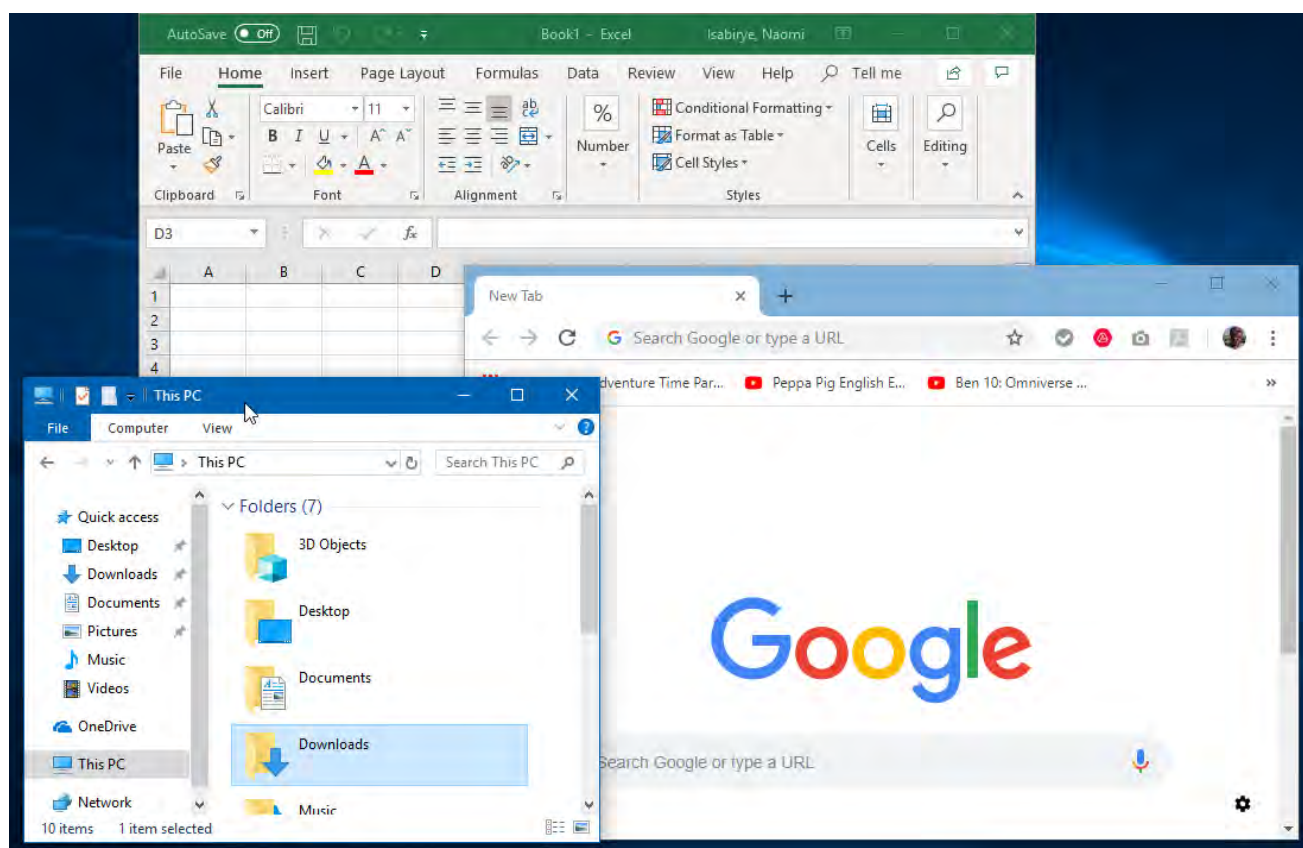 AutoSave Off Book1 - Excel Isabirye, Naomi
File Home Insert Page Layout Formulas Data Review View Help Tell me
Calibri 11 ab Conditional Formatting
Paste B I U A A % Number Format as Table Cells Editing
A Cell Styles
Clipboard Font Alignment Styles
D3 fx
A B C D
1
2
3
4
New Tab
G Search Google or type a URL
dventure Time Par... Peppa Pig English E... Ben 10: Omniverse ... »
This PC
File Computer View ?
This PC Search This PC
Quick access
Desktop
Downloads
Documents
Pictures
Music
Videos
OneDrive
This PC
Network
Folders (7)
3D Objects
Desktop
Documents
Downloads
Music
10 items 1 item selected
Google
Search Google or type a URL